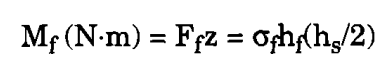 M_f (N·m) = F_f z = σ_f h_f (h_s/2)